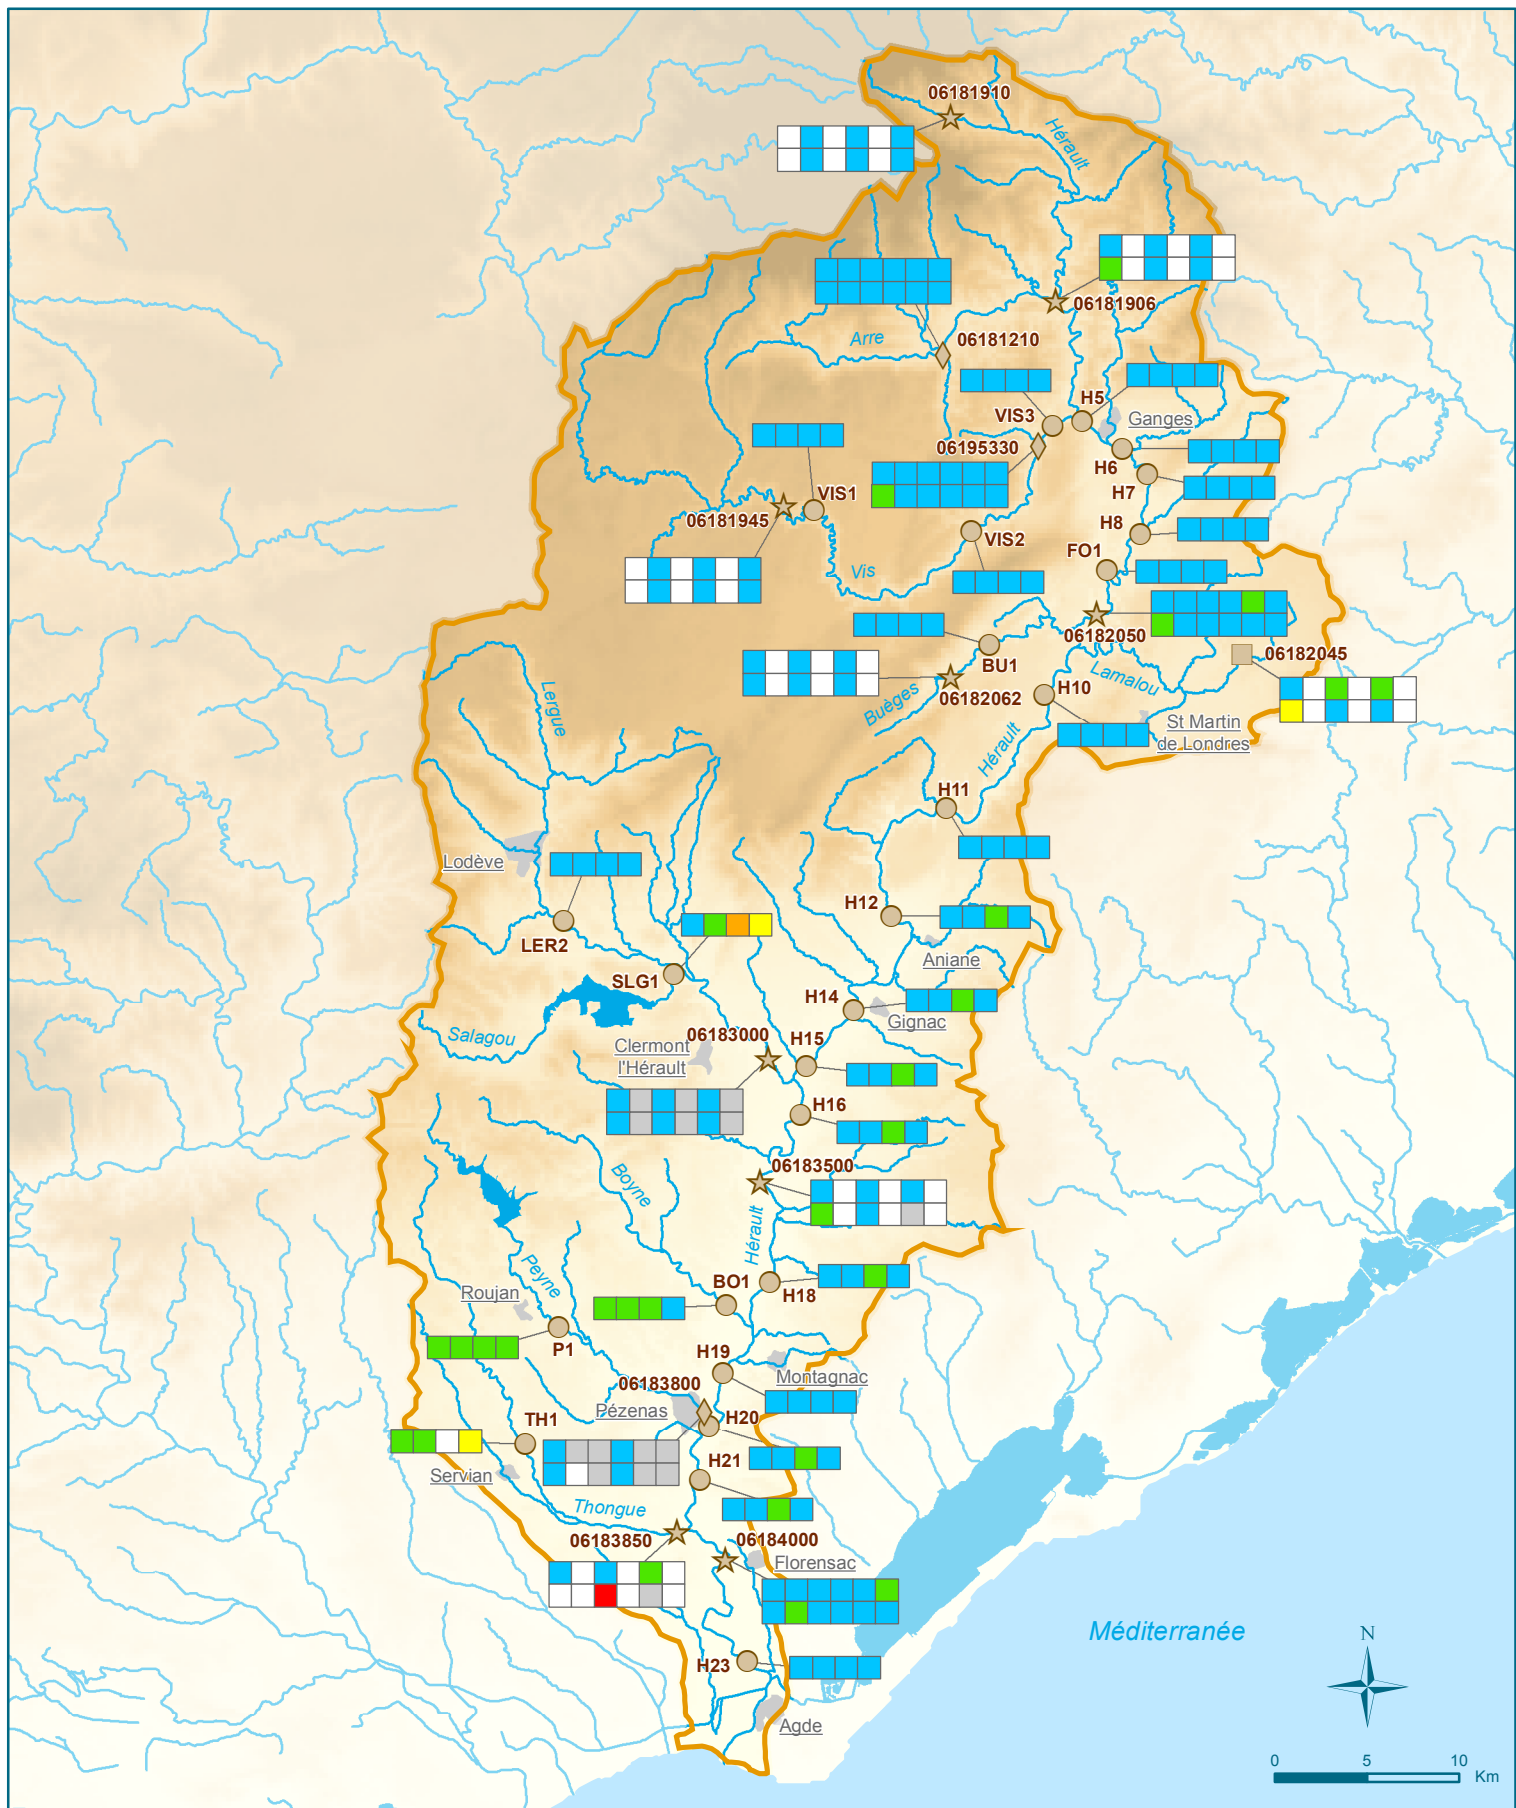 06181910
Hérault
06181906
Arre
06181210
H5
VIS3
Ganges
06195330
H6
H7
VIS1
06181945
H8
VIS2
FO1
Vis
06182050
06182045
BU1
Lamalou
Buèges
06182062
H10
Lergue
St Martin
de Londres
Hérault
H11
Lodève
H12
LER2
Aniane
SLG1
H14
Gignac
Salagou
06183000
H15
Clermont
l'Hérault
H16
06183500
Boyne
Hérault
Peyne
BO1
H18
Roujan
P1
H19
Montagnac
06183800
Pézenas
H20
TH1
H21
Servian
Thongue
06183850
06184000
Florensac
Méditerranée
N
H23
Agde
0 5 10
Km